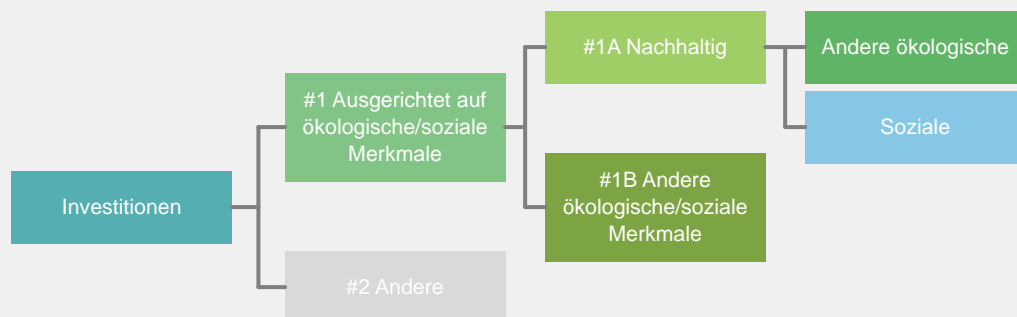 Investitionen
#1 Ausgerichtet auf
ökologische/soziale
Merkmale
#2 Andere
#1A Nachhaltig
#1B Andere
ökologische/soziale
Merkmale
Andere ökologische
Soziale